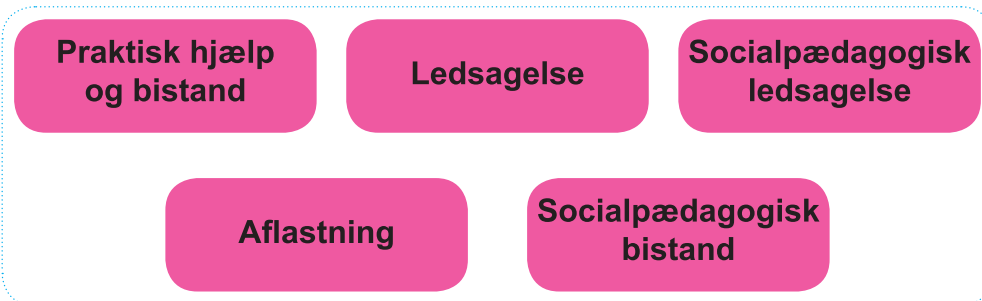 Praktisk hjælp
og bistand
Ledsagelse
Socialpædagogisk
ledsagelse
Aflastning
Socialpædagogisk
bistand